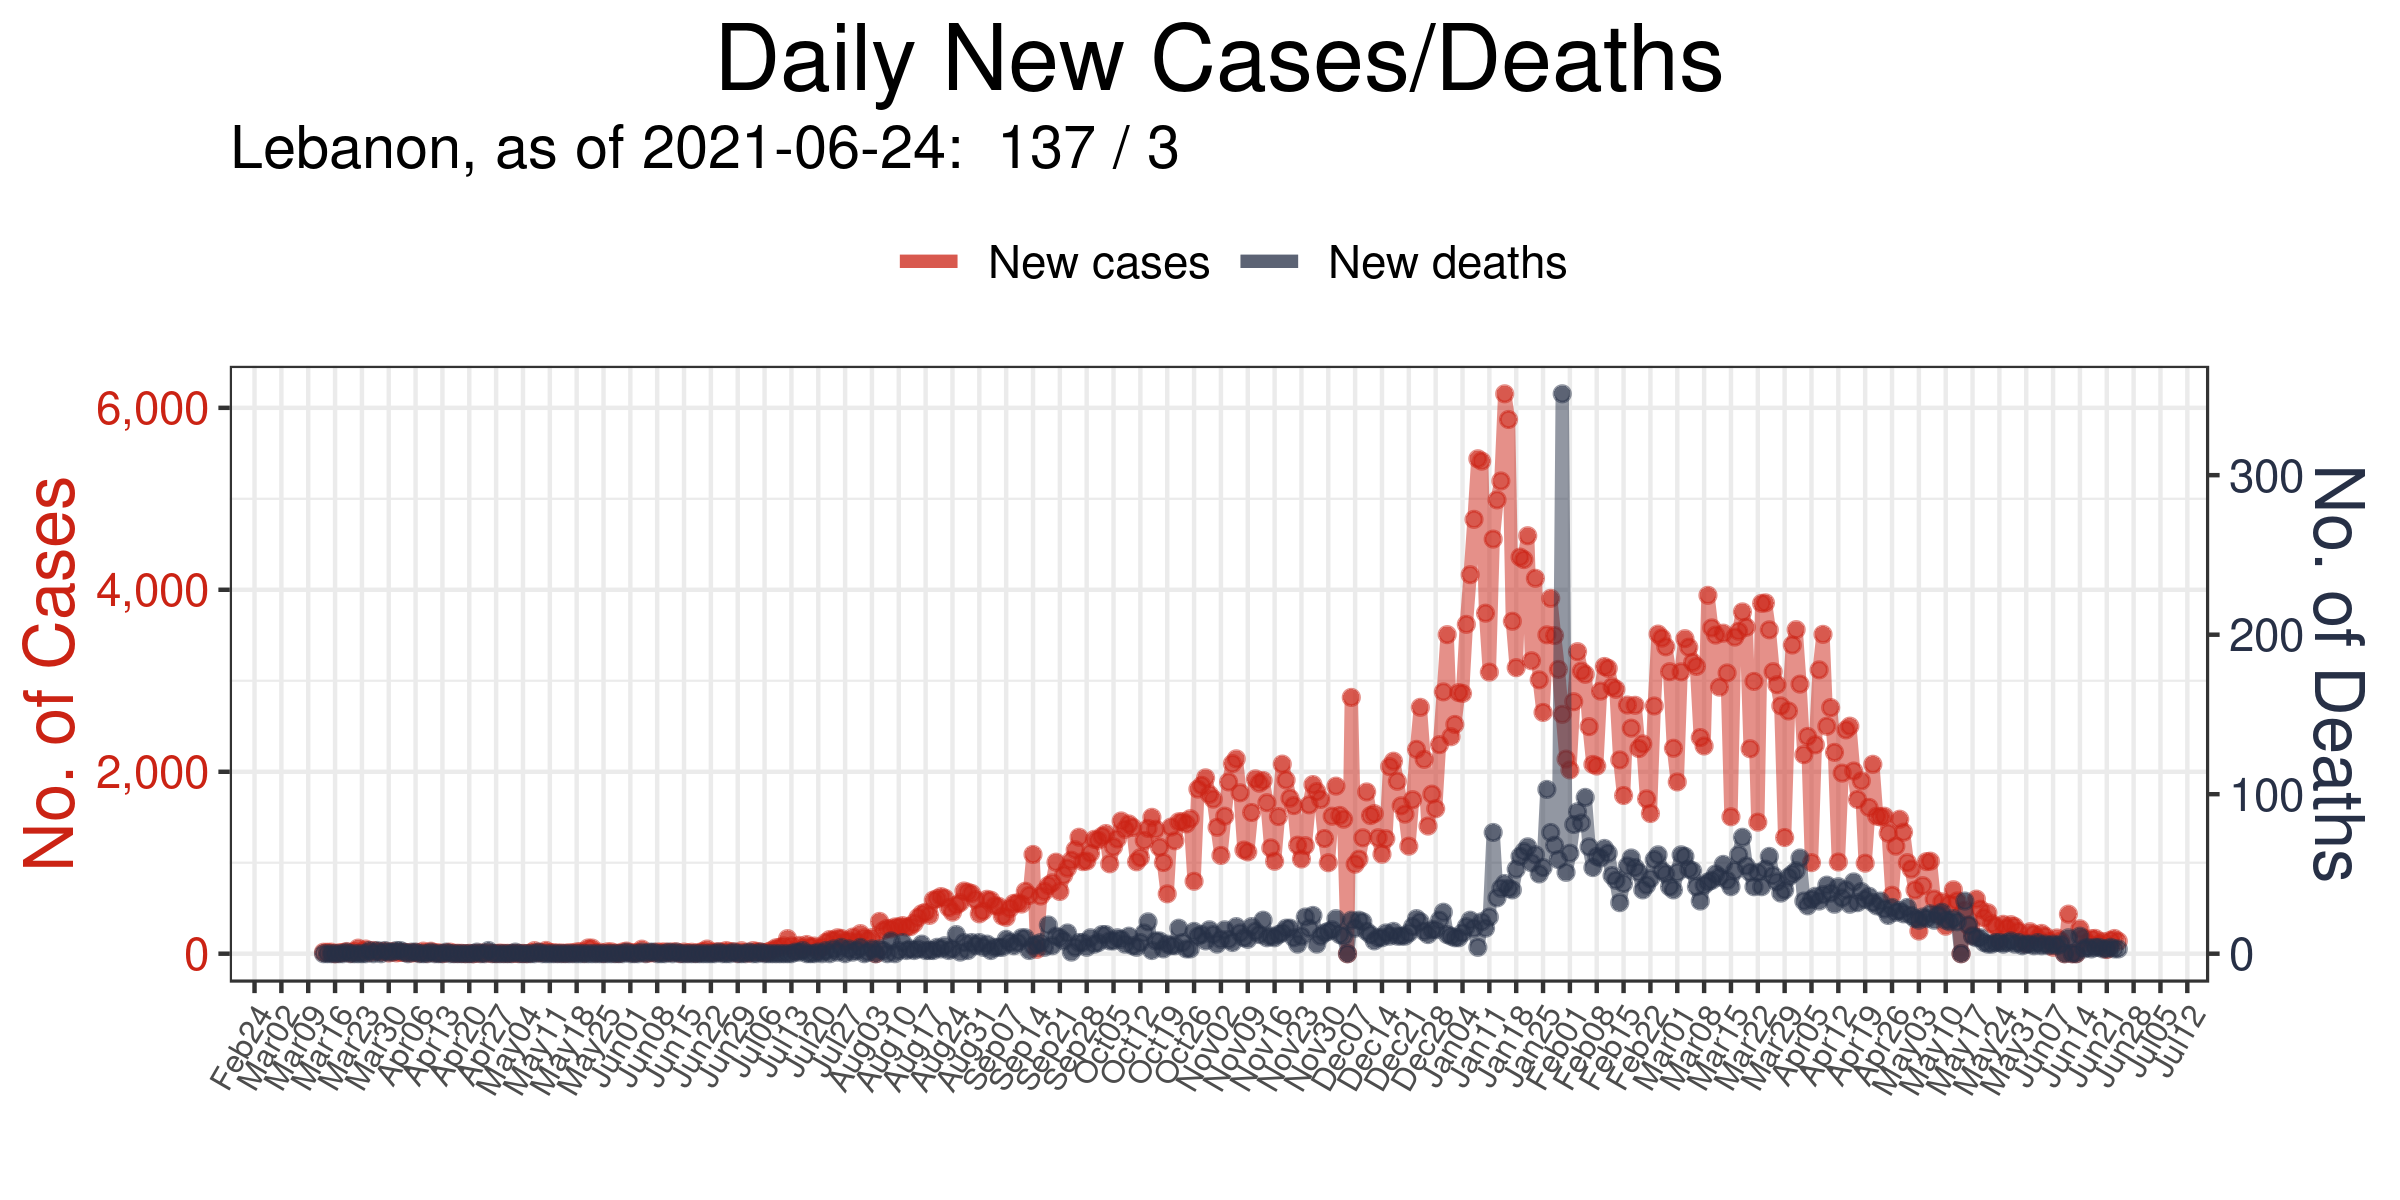 Daily New Cases/Deaths
Lebanon, as of 2021-06-24:  137 / 3
New cases
New deaths
No. of Cases
6,000
4,000
2,000
0
300
200
100
0
No. of Deaths
Feb24
Mar02
Mar09
Mar16
Mar23
Mar30
Apr06
Apr13
Apr20
Apr27
May04
May11
May18
May25
Jun01
Jun08
Jun15
Jun22
Jun29
Jul06
Jul13
Jul20
Jul27
Aug03
Aug10
Aug17
Aug24
Aug31
Sep07
Sep14
Sep21
Sep28
Oct05
Oct12
Oct19
Oct26
Nov02
Nov09
Nov16
Nov23
Nov30
Dec07
Dec14
Dec21
Dec28
Jan04
Jan11
Jan18
Jan25
Feb01
Feb08
Feb15
Feb22
Mar01
Mar08
Mar15
Mar22
Mar29
Apr05
Apr12
Apr19
Apr26
May03
May10
May17
May24
May31
Jun07
Jun14
Jun21
Jun28
Jul05
Jul12